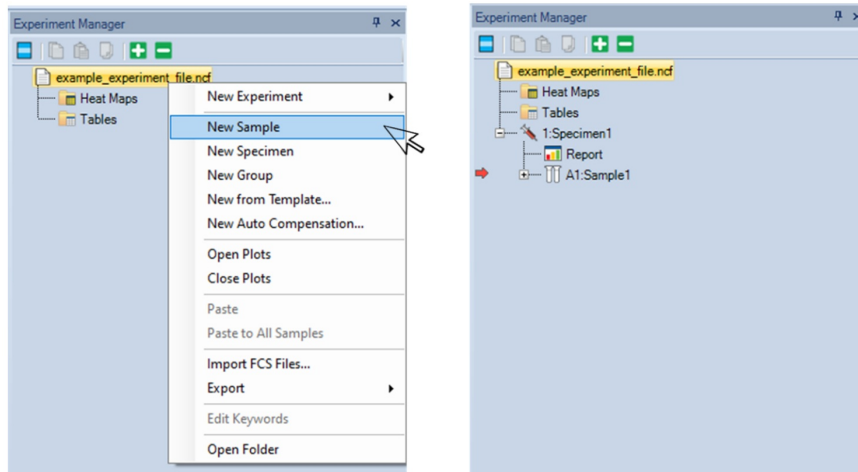 Experiment Manager
example_experiment_file.ncf
Heat Maps
Tables
New Experiment
New Sample
New Specimen
New Group
New from Template...
New Auto Compensation...
Open Plots
Close Plots
Paste
Paste to All Samples
Import FCS Files...
Export
Edit Keywords
Open Folder
Experiment Manager
example_experiment_file.ncf
Heat Maps
Tables
1:Specimen1
Report
A1:Sample1